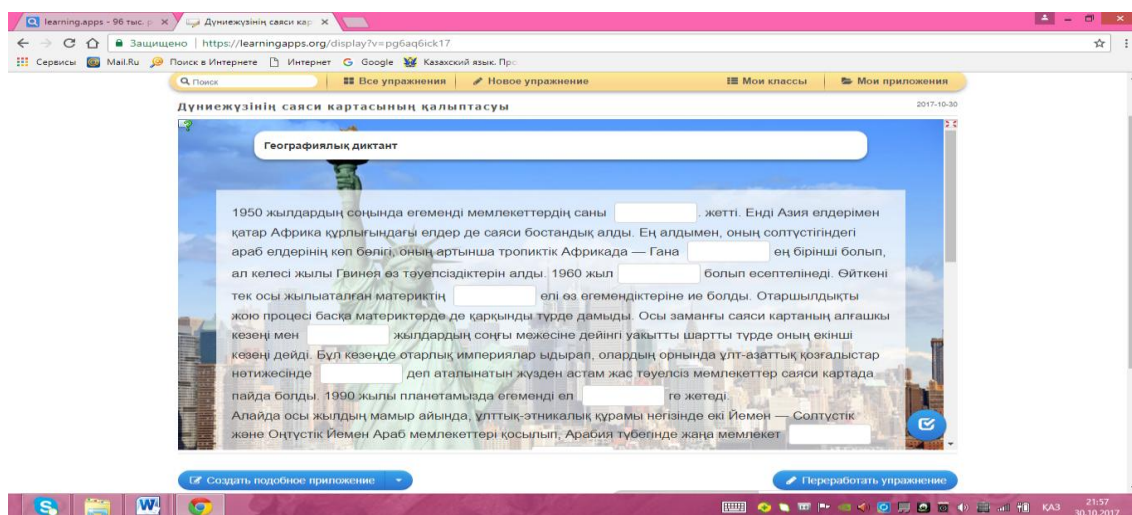 learning.apps - 96 тыс. р
Дүниежүзінің саяси кар
Защищено | https://learningapps.org/display?v=pg6aq6ick17
Сервисы Mail.Ru Поиск в Интернете Интернет Google Казахский язык. Про
Поиск Все упражнения Новое упражнение Мои классы Мои приложения
Дүниежүзінің саяси картасының қалыптасуы 2017-10-30
Географиялық диктант
1950 жылдардың соңында егеменді мемлекеттердің саны . жетті. Енді Азия елдерімен
қатар Африка құрлығындағы елдер де саяси бостандық алды. Ең алдымен, оның солтүстігіндегі
араб елдерінің көп бөлігі, оның артынша тропиктік Африкада — Гана ең бірінші болып,
ал келесі жылы Гвинея өз тәуелсіздіктерін алды. 1960 жыл болып есептелінеді. Өйткені
тек осы жылыаталған материктің елі өз егемендіктеріне ие болды. Отаршылдықты
жою процесі басқа материктерде де қарқынды түрде дамыды. Осы заманғы саяси картаның алғашқы
кезеңі мен жылдардың соңғы межесіне дейінгі уақытты шартты түрде оның екінші
кезеңі дейді. Бұл кезеңде отарлық империялар ыдырап, олардың орнында ұлт-азаттық қозғалыстар
нәтижесінде деп аталынатын жүзден астам жас тәуелсіз мемлекеттер саяси картада
пайда болды. 1990 жылы планетамызда егеменді ел ге жетеді.
Алайда осы жылдың мамыр айында, ұлттық-этникалық құрамы негізінде екі Йемен — Солтүстік
және Оңтүстік Йемен Араб мемлекеттері қосылып, Арабия түбегінде жаңа мемлекет
Создать подобное приложение Переработать упражнение
ҚАЗ 21:57
30.10.2017